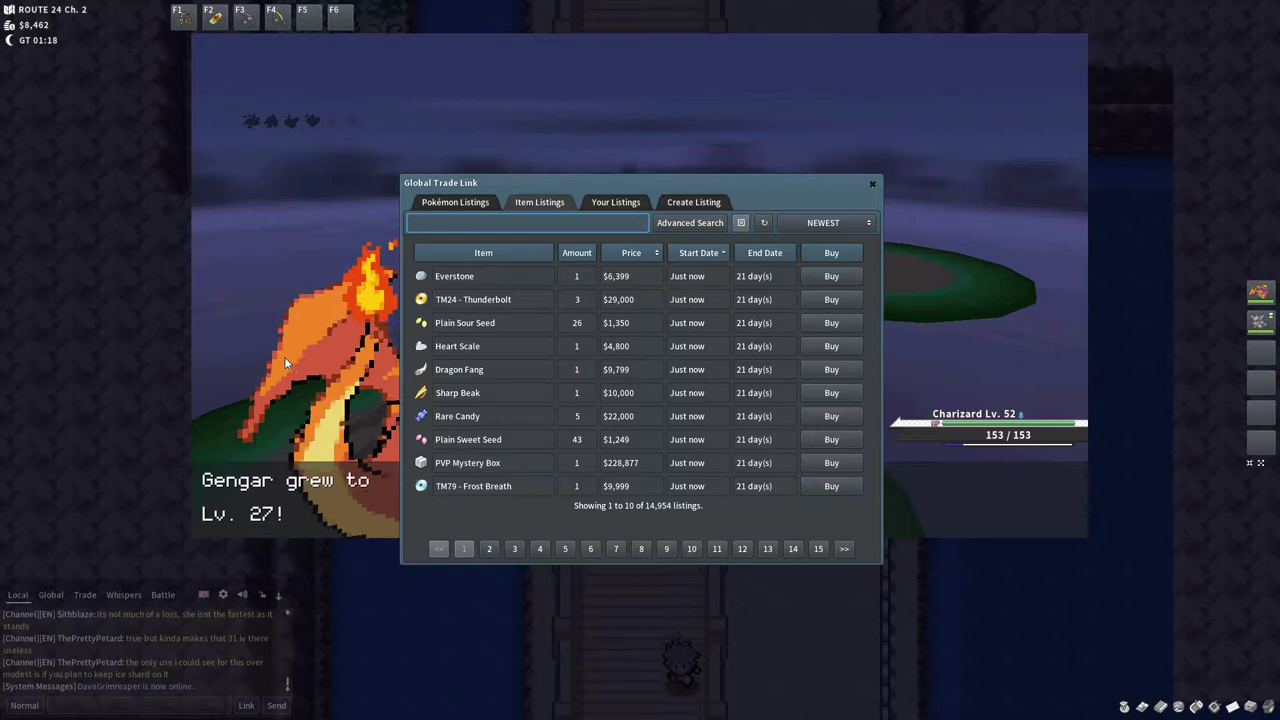 ROUTE 24 Ch. 2
$8,462
GT 01:18
F1 F2 F3 F4 F5 F6
Global Trade Link
Pokémon Listings Item Listings Your Listings Create Listing
Advanced Search NEWEST
Item Amount Price Start Date End Date Buy
Everstone 1 $6,399 Just now 21 day(s) Buy
TM24 - Thunderbolt 3 $29,000 Just now 21 day(s) Buy
Plain Sour Seed 26 $1,350 Just now 21 day(s) Buy
Heart Scale 1 $4,800 Just now 21 day(s) Buy
Dragon Fang 1 $9,799 Just now 21 day(s) Buy
Sharp Beak 1 $10,000 Just now 21 day(s) Buy
Rare Candy 5 $22,000 Just now 21 day(s) Buy
Plain Sweet Seed 43 $1,249 Just now 21 day(s) Buy
PVP Mystery Box 1 $228,877 Just now 21 day(s) Buy
TM79 - Frost Breath 1 $9,999 Just now 21 day(s) Buy
Showing 1 to 10 of 14,954 listings.
<< 1 2 3 4 5 6 7 8 9 10 11 12 13 14 15 >>
Charizard Lv. 52
HP
153 / 153
Gengar grew to
Lv. 27!
Local Global Trade Whispers Battle
[Channel][EN] Sithblaze: Its not much of a loss, she isnt the fastest as it
stands
[Channel][EN] ThePrettyPetard: true but kinda makes that 31 iv there
useless
[Channel][EN] ThePrettyPetard: the only use i could see for this over
modest is if you plan to keep ice shard on it
[System Messages] DaveGrimreaper is now online.
Normal Link Send